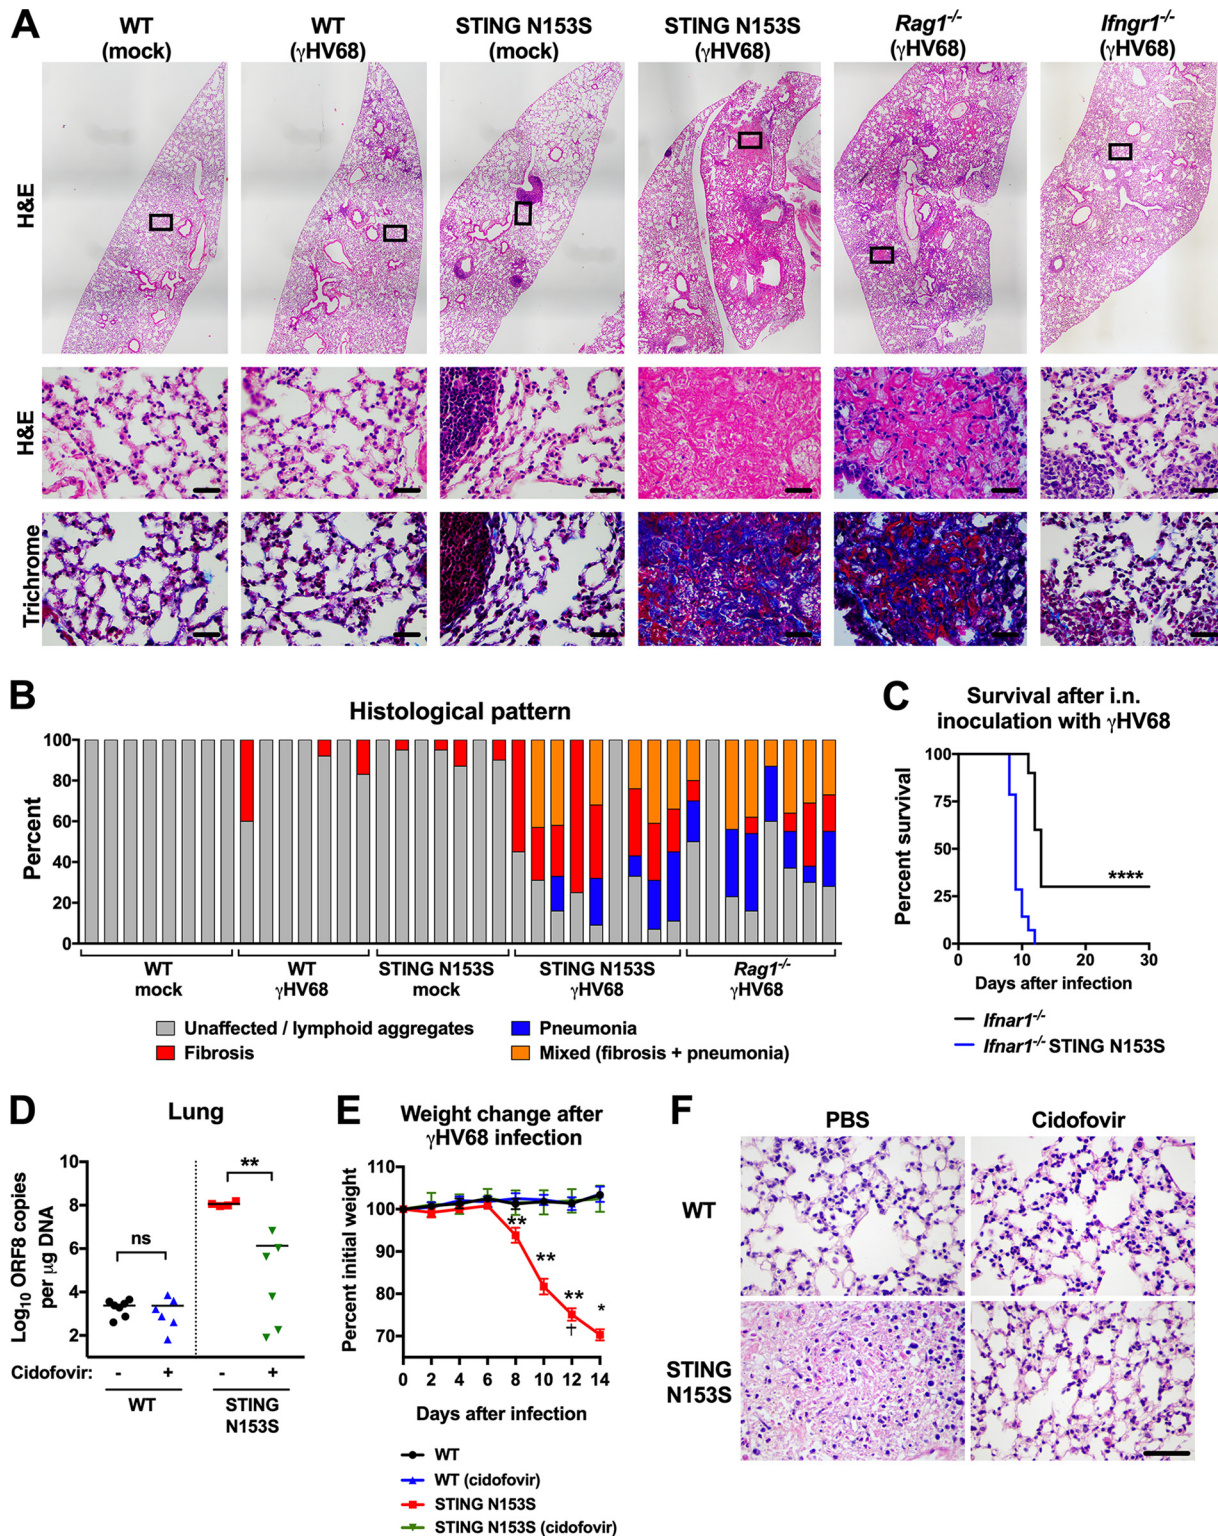 A
WT
(mock)
WT
(γHV68)
STING N153S
(mock)
STING N153S
(γHV68)
Rag1-/-
(γHV68)
Ifngr1-/-
(γHV68)
H&E
H&E
Trichrome
B
Histological pattern
Percent
100
80
60
40
20
0
WT
mock
WT
γHV68
STING N153S
mock
STING N153S
γHV68
Rag1-/-
γHV68
Unaffected / lymphoid aggregates
Fibrosis
Pneumonia
Mixed (fibrosis + pneumonia)
C
Survival after i.n.
inoculation with γHV68
Percent survival
100
75
50
25
0
****
0 10 20 30
Days after infection
Ifnar1-/-
Ifnar1-/- STING N153S
D
Lung
Log10 ORF8 copies
per μg DNA
10
8
6
4
2
ns
**
Cidofovir: - + - +
WT
STING
N153S
E
Weight change after
γHV68 infection
Percent initial weight
110
100
90
80
70
**
**
**
†
*
0 2 4 6 8 10 12 14
Days after infection
WT
WT (cidofovir)
STING N153S
STING N153S (cidofovir)
F
PBS
Cidofovir
WT
STING
N153S